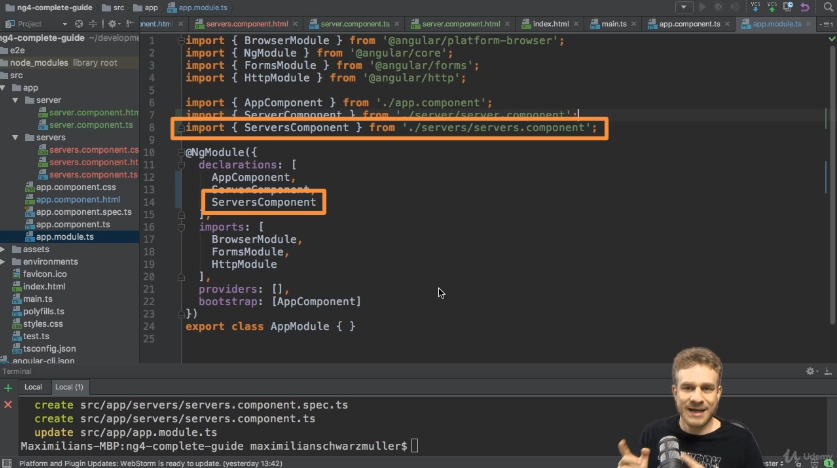 ng4-complete-guide src app app.module.ts
Project
nent.html servers.component.html server.component.ts server.component.html index.html main.ts app.component.ts app.module.ts
ng4-complete-guide ~/developme
e2e
node_modules library root
src
app
server
server.component.htm
server.component.ts
servers
servers.component.cs
servers.component.ht
servers.component.ts
app.component.css
app.component.html
app.component.spec.ts
app.component.ts
app.module.ts
assets
environments
favicon.ico
index.html
main.ts
polyfills.ts
styles.css
test.ts
tsconfig.json
.angular-cli.json
1 import { BrowserModule } from '@angular/platform-browser';
2 import { NgModule } from '@angular/core';
3 import { FormsModule } from '@angular/forms';
4 import { HttpModule } from '@angular/http';
5
6 import { AppComponent } from './app.component';
7 import { ServerComponent } from './server/server.component';
8 import { ServersComponent } from './servers/servers.component';
9
10 @NgModule({
11 declarations: [
12 AppComponent,
13 ServerComponent,
14 ServersComponent
15 ],
16 imports: [
17 BrowserModule,
18 FormsModule,
19 HttpModule
20 ],
21 providers: [],
22 bootstrap: [AppComponent]
23 })
24 export class AppModule { }
25
Terminal
Local Local (1)
create src/app/servers/servers.component.spec.ts
create src/app/servers/servers.component.ts
update src/app/app.module.ts
Maximilians-MBP:ng4-complete-guide maximilianschwarzmuller$
Platform and Plugin Updates: WebStorm is ready to update. (yesterday 13:42)
Udemy